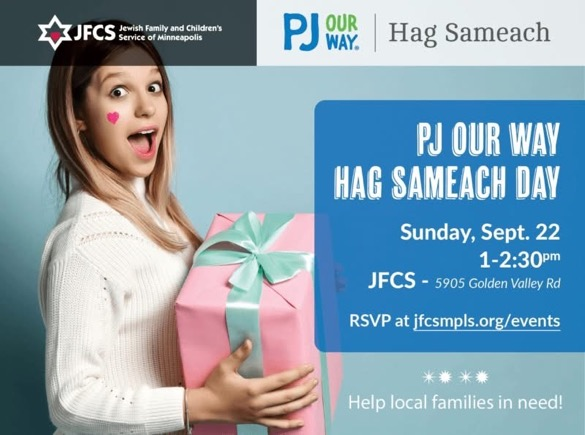 JFCS Jewish Family and Children's
Service of Minneapolis
PJ OUR
WAY®
Hag Sameach
PJ OUR WAY
HAG SAMEACH DAY
Sunday, Sept. 22
1-2:30pm
JFCS - 5905 Golden Valley Rd
RSVP at jfcsmpls.org/events
Help local families in need!